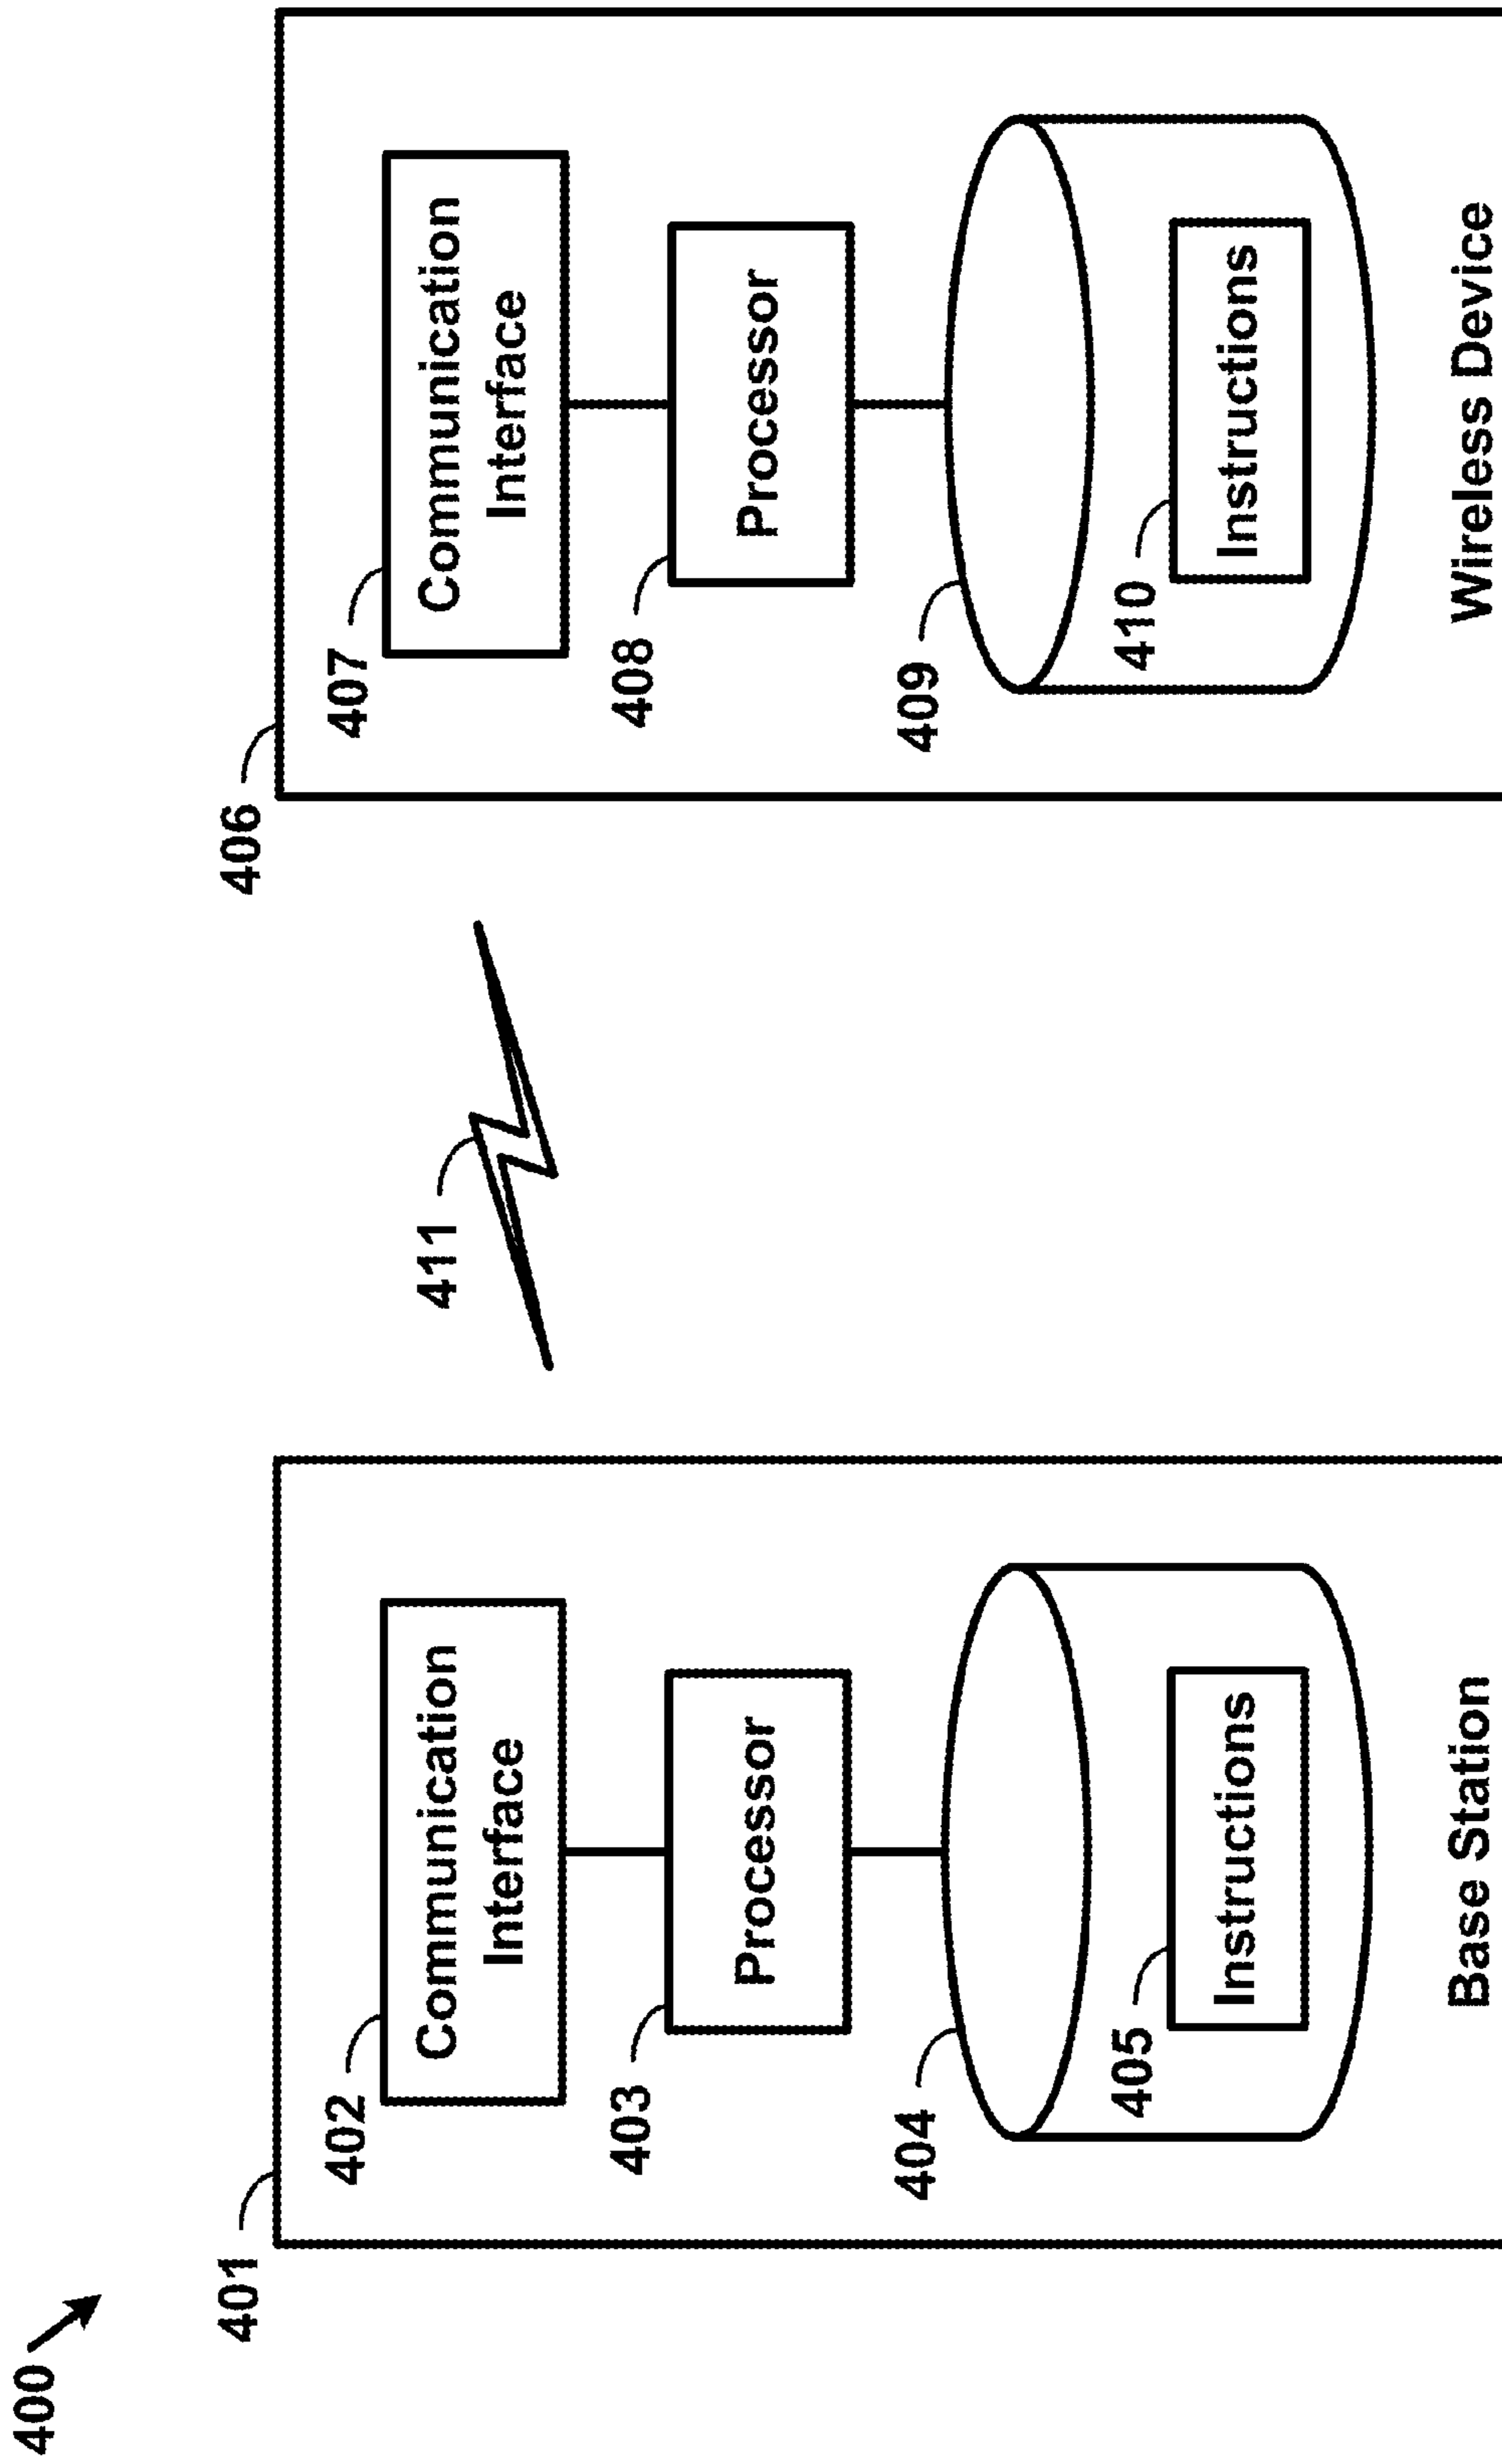 400
401
402
Communication
Interface
403
Processor
404
405
Instructions
Base Station
411
406
407
Communication
Interface
408
Processor
409
410
Instructions
Wireless Device